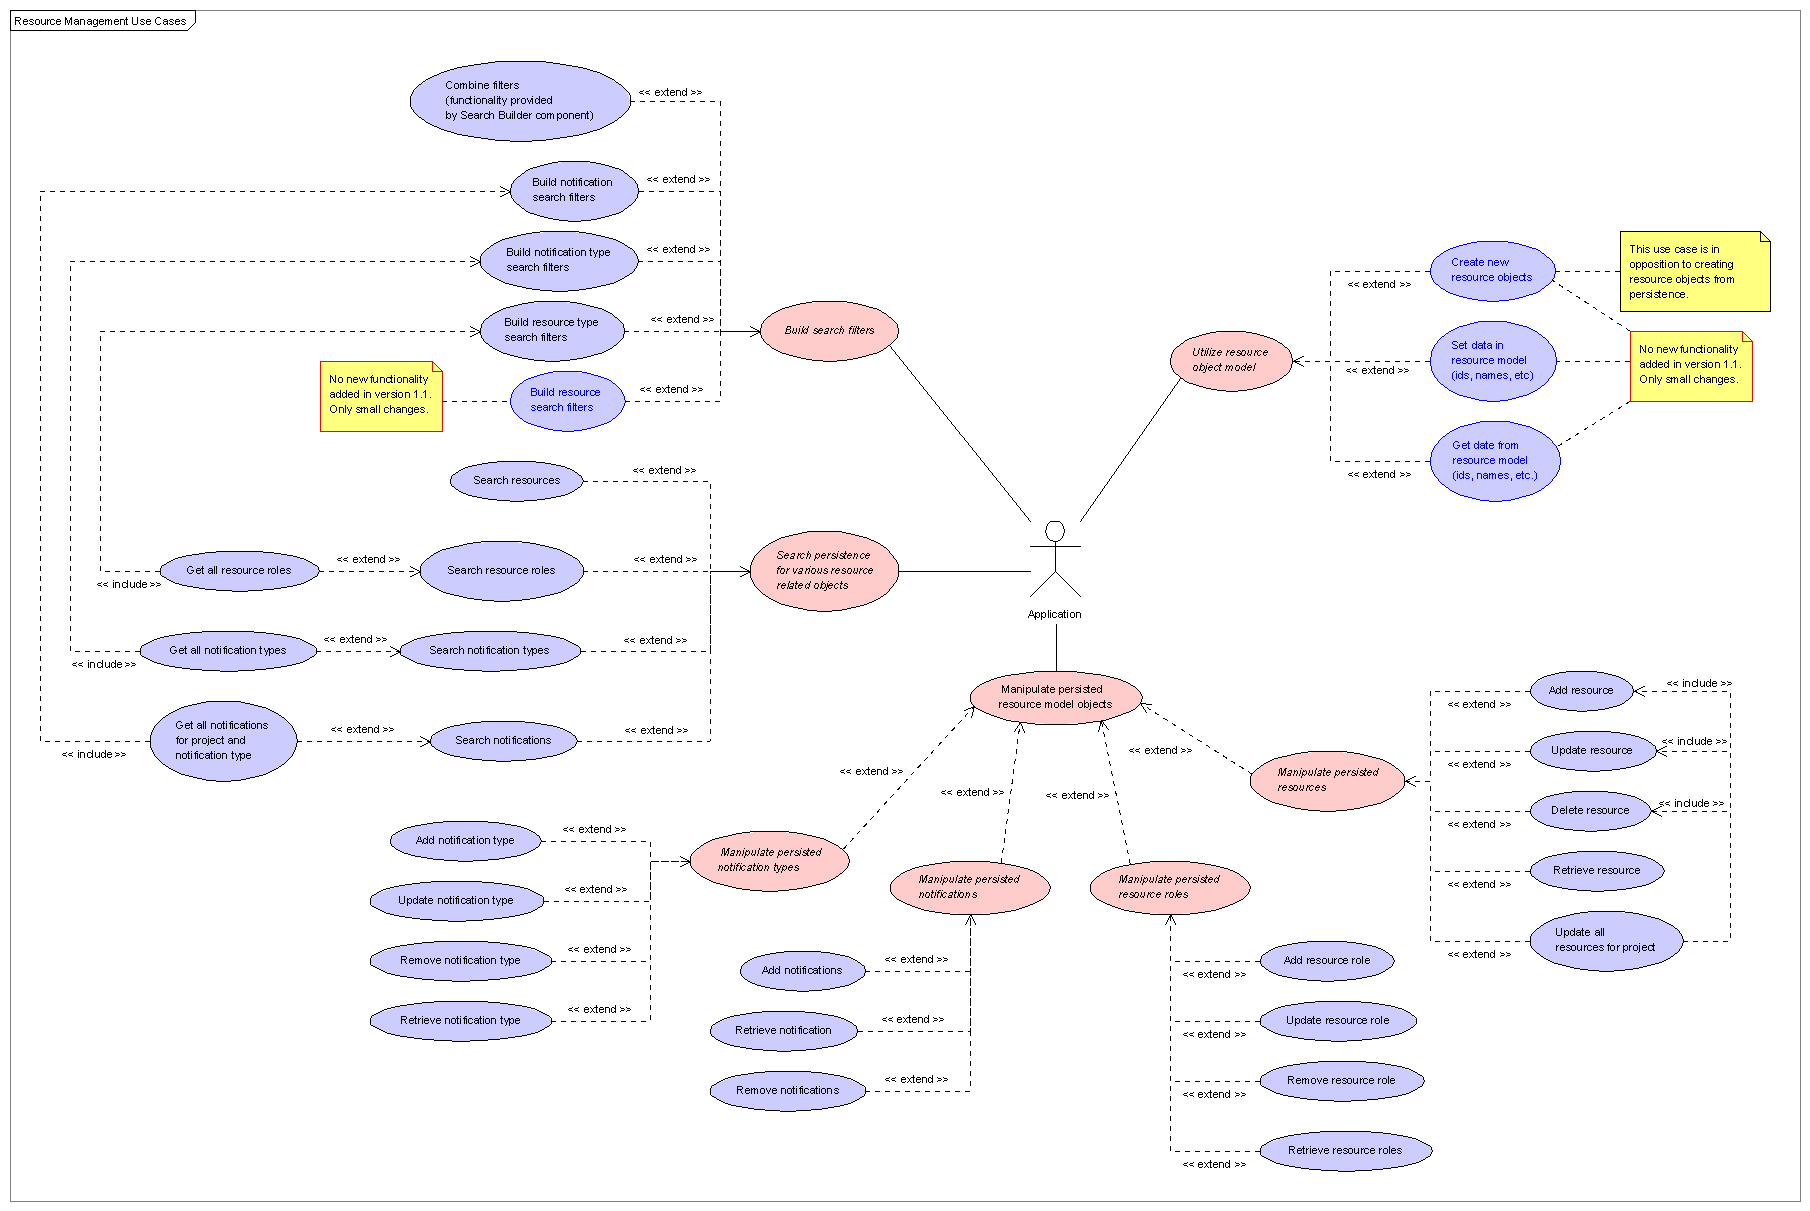 Resource Management Use Cases
Combine filters
(functionality provided
by Search Builder component)
<< extend >>
Build notification
search filters
<< extend >>
Build notification type
search filters
<< extend >>
Build resource type
search filters
<< extend >>
Build resource
search filters
<< extend >>
No new functionality
added in version 1.1.
Only small changes.
Build search filters
Utilize resource
object model
Create new
resource objects
<< extend >>
Set data in
resource model
(ids, names, etc)
<< extend >>
Get date from
resource model
(ids, names, etc.)
<< extend >>
This use case is in
opposition to creating
resource objects from
persistence.
No new functionality
added in version 1.1.
Only small changes.
Search resources
<< extend >>
Get all resource roles
<< extend >>
<< include >>
Search resource roles
<< extend >>
Search persistence
for various resource
related objects
Get all notification types
<< extend >>
<< include >>
Search notification types
<< extend >>
Get all notifications
for project and
notification type
<< extend >>
<< include >>
Search notifications
<< extend >>
Application
Manipulate persisted
resource model objects
<< extend >>
<< extend >>
<< extend >>
<< extend >>
Manipulate persisted
resources
Add resource
<< include >>
<< extend >>
Update resource
<< include >>
<< extend >>
Delete resource
<< include >>
<< extend >>
Retrieve resource
<< extend >>
Update all
resources for project
<< extend >>
Add notification type
<< extend >>
Update notification type
<< extend >>
Remove notification type
<< extend >>
Retrieve notification type
<< extend >>
Manipulate persisted
notification types
Manipulate persisted
notifications
Manipulate persisted
resource roles
Add notifications
<< extend >>
Retrieve notification
<< extend >>
Remove notifications
<< extend >>
Add resource role
<< extend >>
Update resource role
<< extend >>
Remove resource role
<< extend >>
Retrieve resource roles
<< extend >>